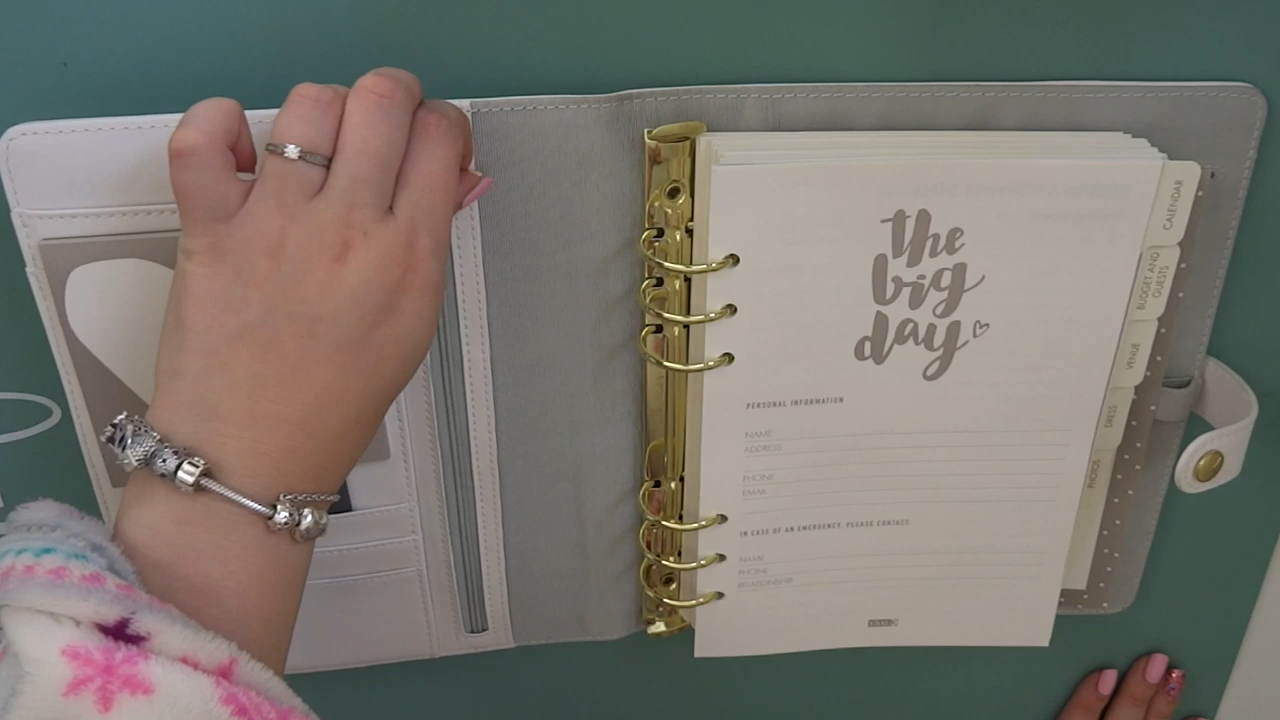 the
big
day
PERSONAL INFORMATION
NAME
ADDRESS
PHONE
EMAIL
IN CASE OF AN EMERGENCY, PLEASE CONTACT:
NAME
PHONE
RELATIONSHIP
CALENDAR
BUDGET AND
GUESTS
VENUE
DRESS
PHOTOS